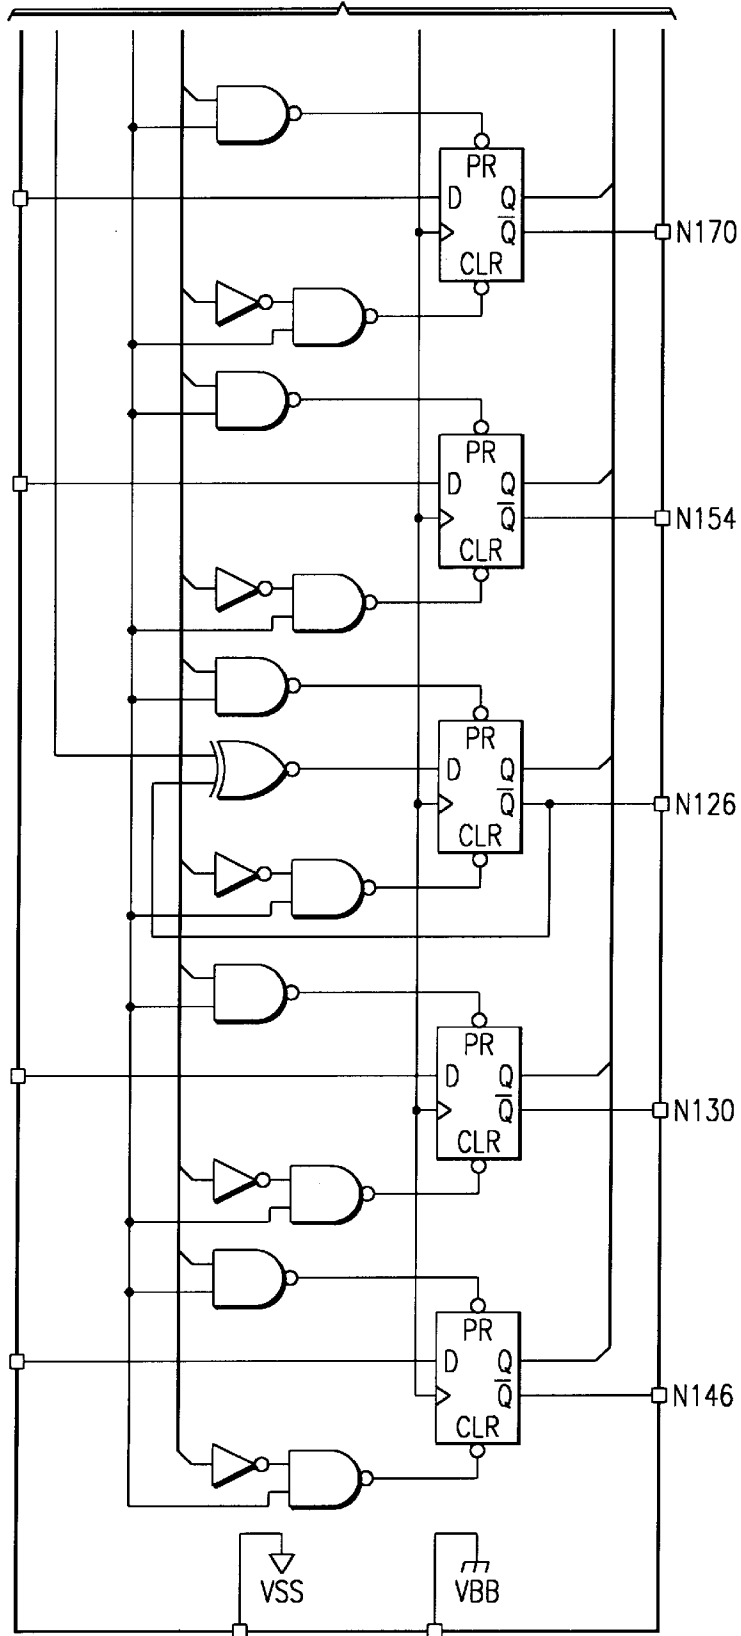 PR
D Q
Q̅ N170
CLR
PR
D Q
Q̅ N154
CLR
PR
D Q
Q̅ N126
CLR
PR
D Q
Q̅ N130
CLR
PR
D Q
Q̅ N146
CLR
VSS VBB